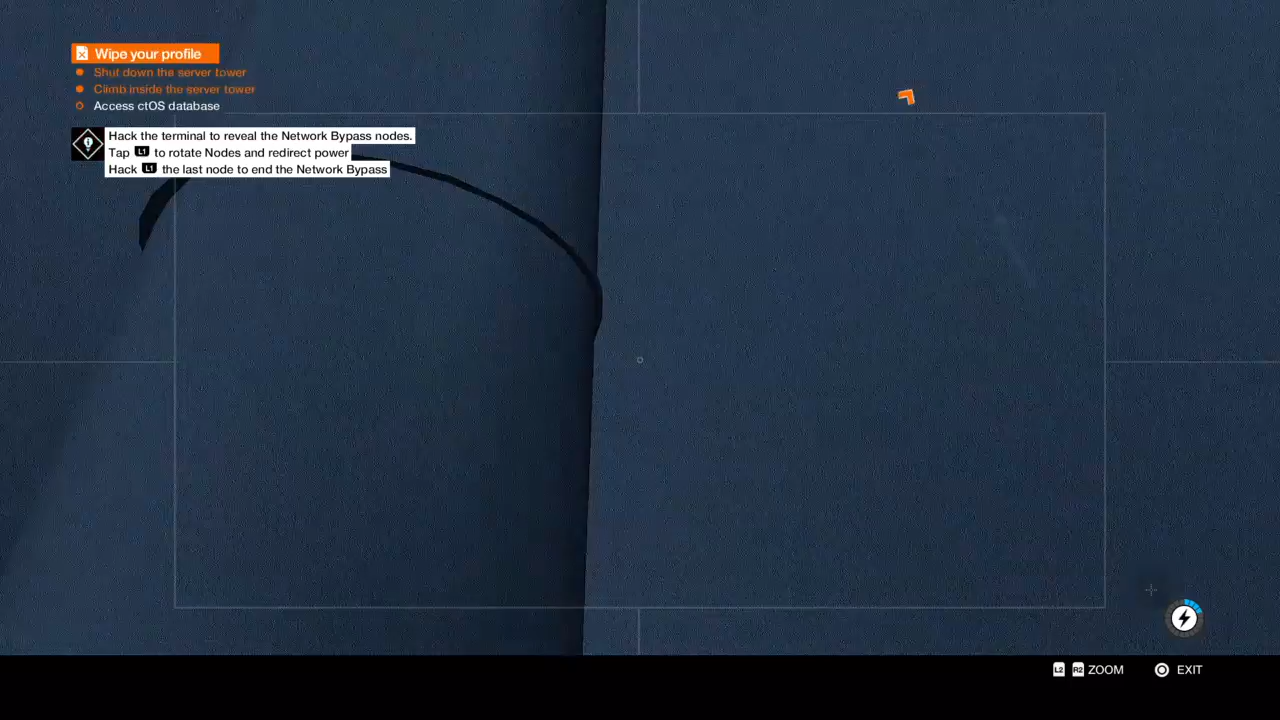 Wipe your profile
Shut down the server tower
Climb inside the server tower
Access ctOS database
Hack the terminal to reveal the Network Bypass nodes.
Tap L1 to rotate Nodes and redirect power
Hack L1 the last node to end the Network Bypass
L2 R2 ZOOM EXIT